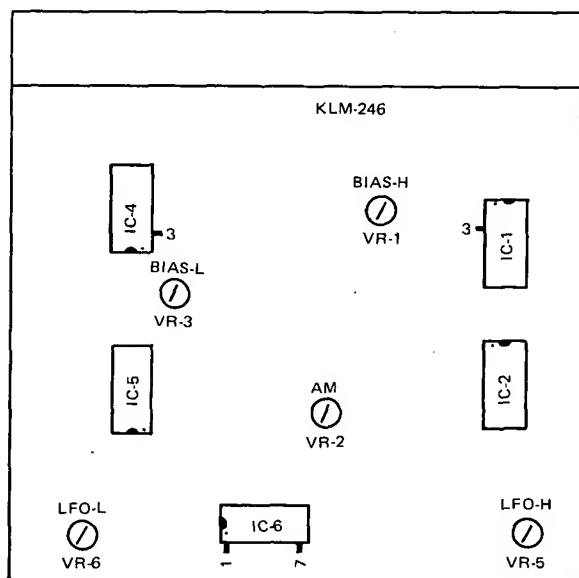 KLM-246
IC-4
3
BIAS-H
VR-1
3
IC-1
BIAS-L
VR-3
IC-5
AM
VR-2
IC-2
LFO-L
VR-6
IC-6
1
7
LFO-H
VR-5